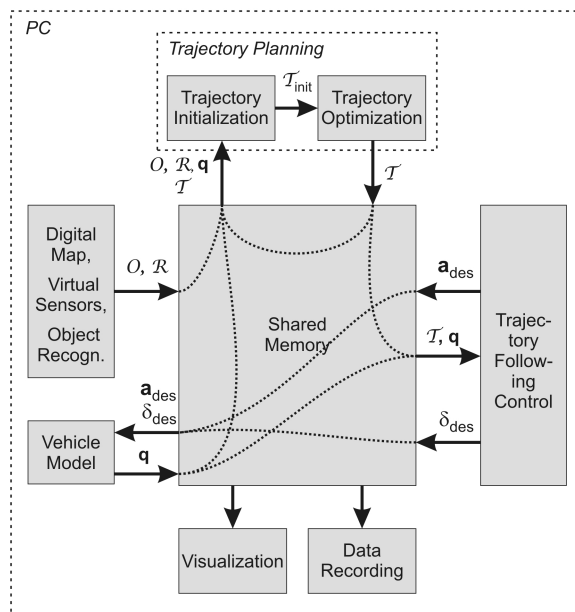 PC
Trajectory Planning
Trajectory
Initialization
𝒯init
Trajectory
Optimization
O, ℛ, q
𝒯
𝒯
Digital
Map,
Virtual
Sensors,
Object
Recogn.
O, ℛ
Shared
Memory
ades
𝒯, q
Trajec-
tory
Follow-
ing
Control
ades
δdes
δdes
Vehicle
Model
q
Visualization
Data
Recording